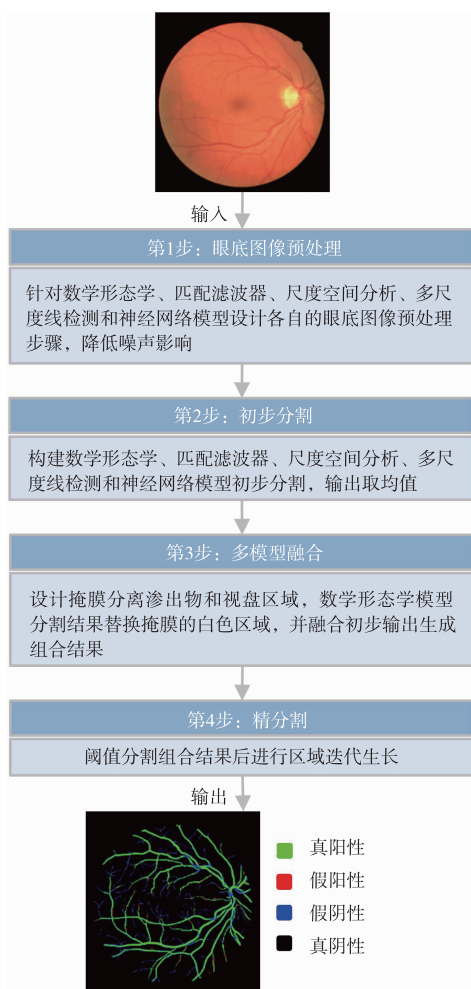 输入
第1步：眼底图像预处理
针对数学形态学、匹配滤波器、尺度空间分析、多尺
度线检测和神经网络模型设计各自的眼底图像预处理
步骤，降低噪声影响
第2步：初步分割
构建数学形态学、匹配滤波器、尺度空间分析、多尺
度线检测和神经网络模型初步分割，输出取均值
第3步：多模型融合
设计掩膜分离渗出物和视盘区域，数学形态学模型
分割结果替换掩膜的白色区域，并融合初步输出生成
组合结果
第4步：精分割
阈值分割组合结果后进行区域迭代生长
输出
真阳性
假阳性
假阴性
真阴性